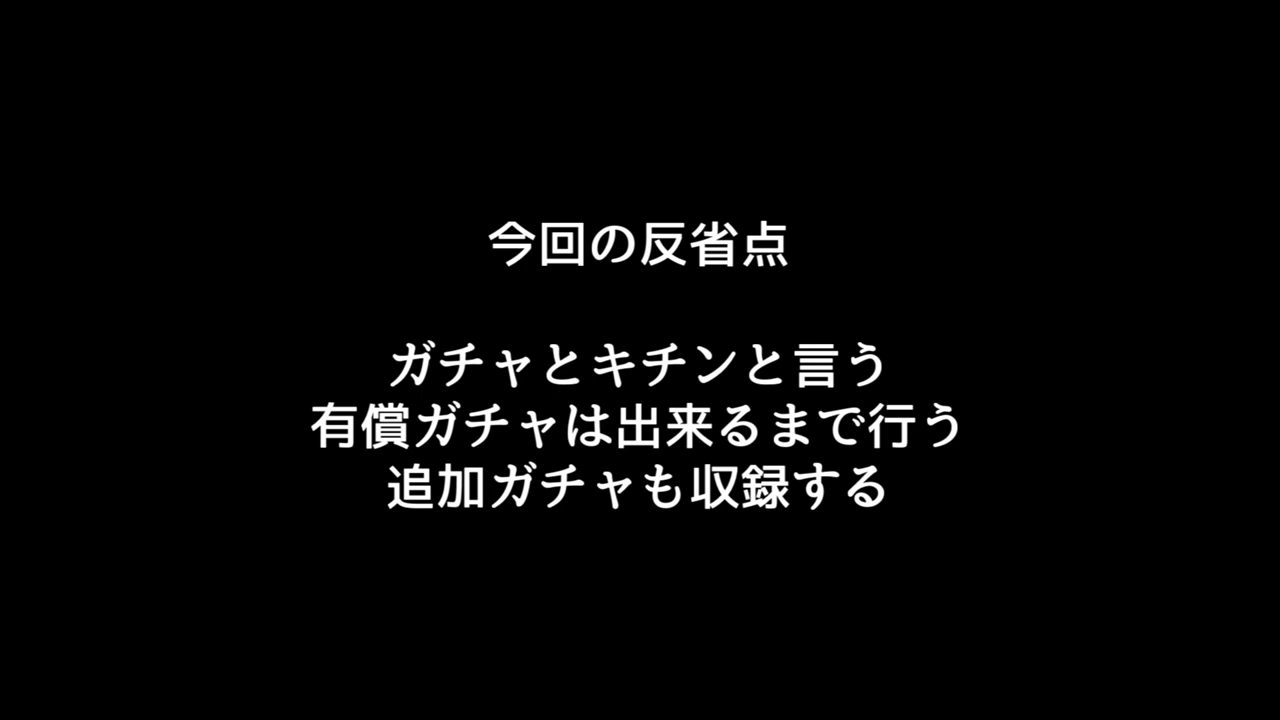 今回の反省点
ガチャとキチンと言う
有償ガチャは出来るまで行う
追加ガチャも収録する